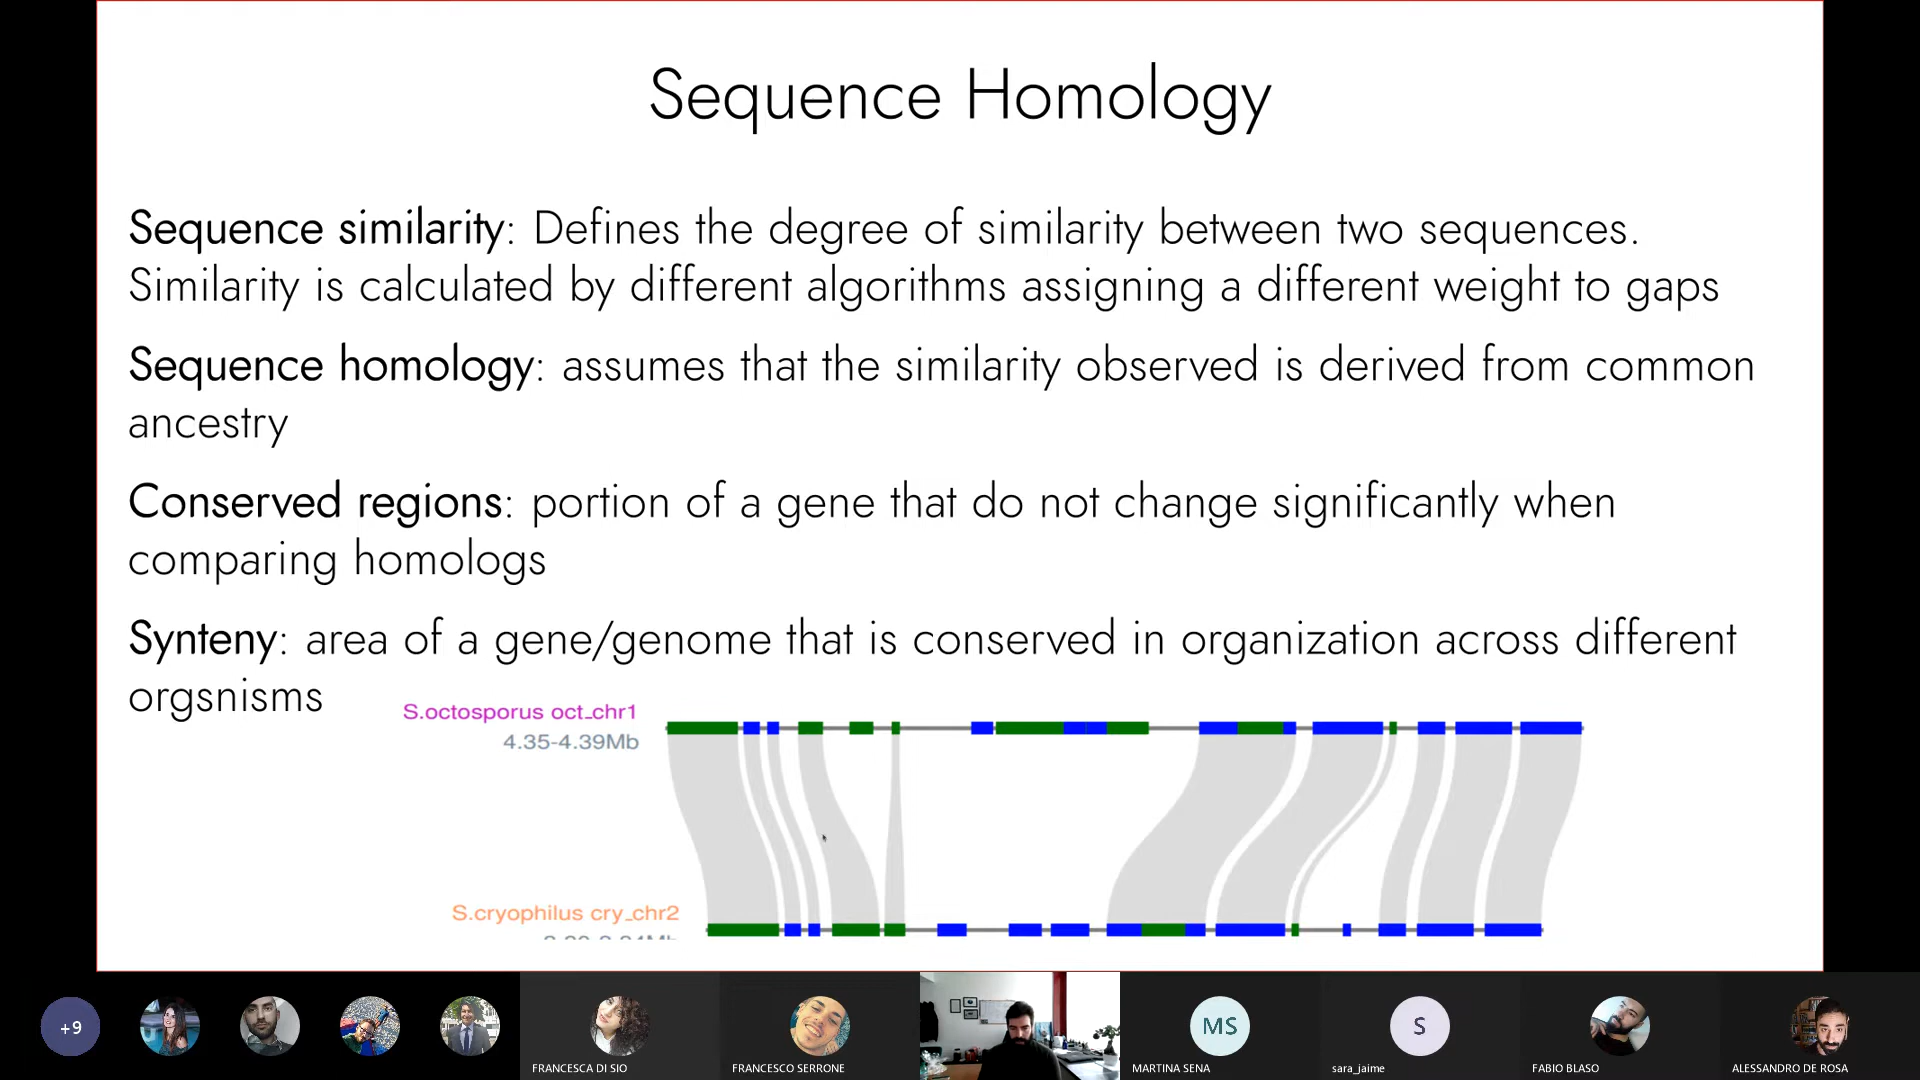 Sequence Homology
Sequence similarity: Defines the degree of similarity between two sequences.
Similarity is calculated by different algorithms assigning a different weight to gaps
Sequence homology: assumes that the similarity observed is derived from common
ancestry
Conserved regions: portion of a gene that do not change significantly when
comparing homologs
Synteny: area of a gene/genome that is conserved in organization across different
orgsnisms
S.octosporus oct_chr1
4.35-4.39Mb
S.cryophilus cry_chr2
+9
FRANCESCA DI SIO
FRANCESCO SERRONE
MS
MARTINA SENA
S
sara_jaime
FABIO BLASO
ALESSANDRO DE ROSA